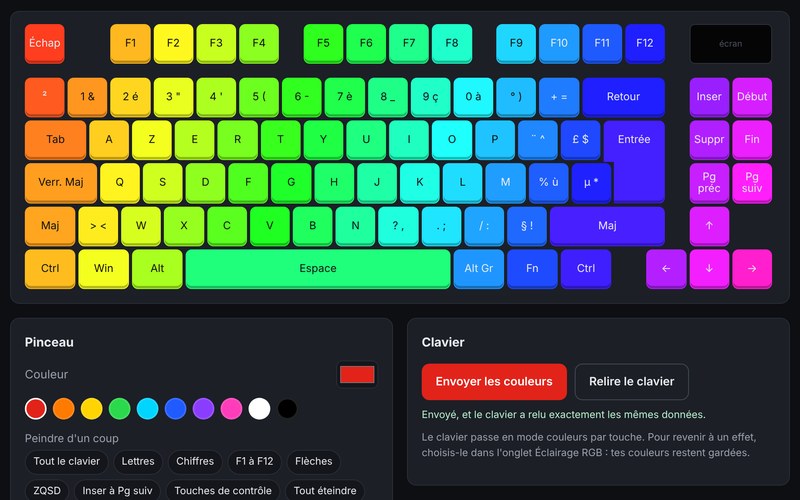 Échap F1 F2 F3 F4 F5 F6 F7 F8 F9 F10 F11 F12 écran
² 1 & 2 é 3 " 4 ' 5 ( 6 - 7 è 8 _ 9 ç 0 à ° ) + = Retour Inser Début
Tab A Z E R T Y U I O P ¨ ^ £ $ Entrée Suppr Fin
Verr. Maj Q S D F G H J K L M % ù µ * Pg préc Pg suiv
Maj > < W X C V B N ? , . ; / : § ! Maj ↑
Ctrl Win Alt Espace Alt Gr Fn Ctrl ← ↓ →
Pinceau
Couleur
Peindre d'un coup
Tout le clavier Lettres Chiffres F1 à F12 Flèches
ZQSD Inser à Pg suiv Touches de contrôle Tout éteindre
Clavier
Envoyer les couleurs Relire le clavier
Envoyé, et le clavier a relu exactement les mêmes données.
Le clavier passe en mode couleurs par touche. Pour revenir à un effet,
choisis-le dans l'onglet Éclairage RGB : tes couleurs restent gardées.